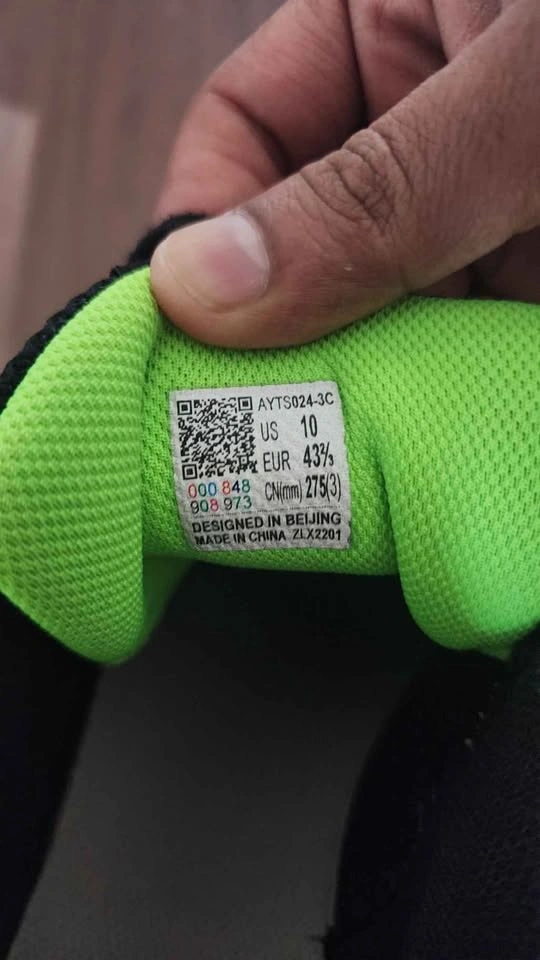 AYTS024-3C
US 10
EUR 43⅔
CN(mm) 275(3)
000 848
908 973
DESIGNED IN BEIJING
MADE IN CHINA ZLX2201